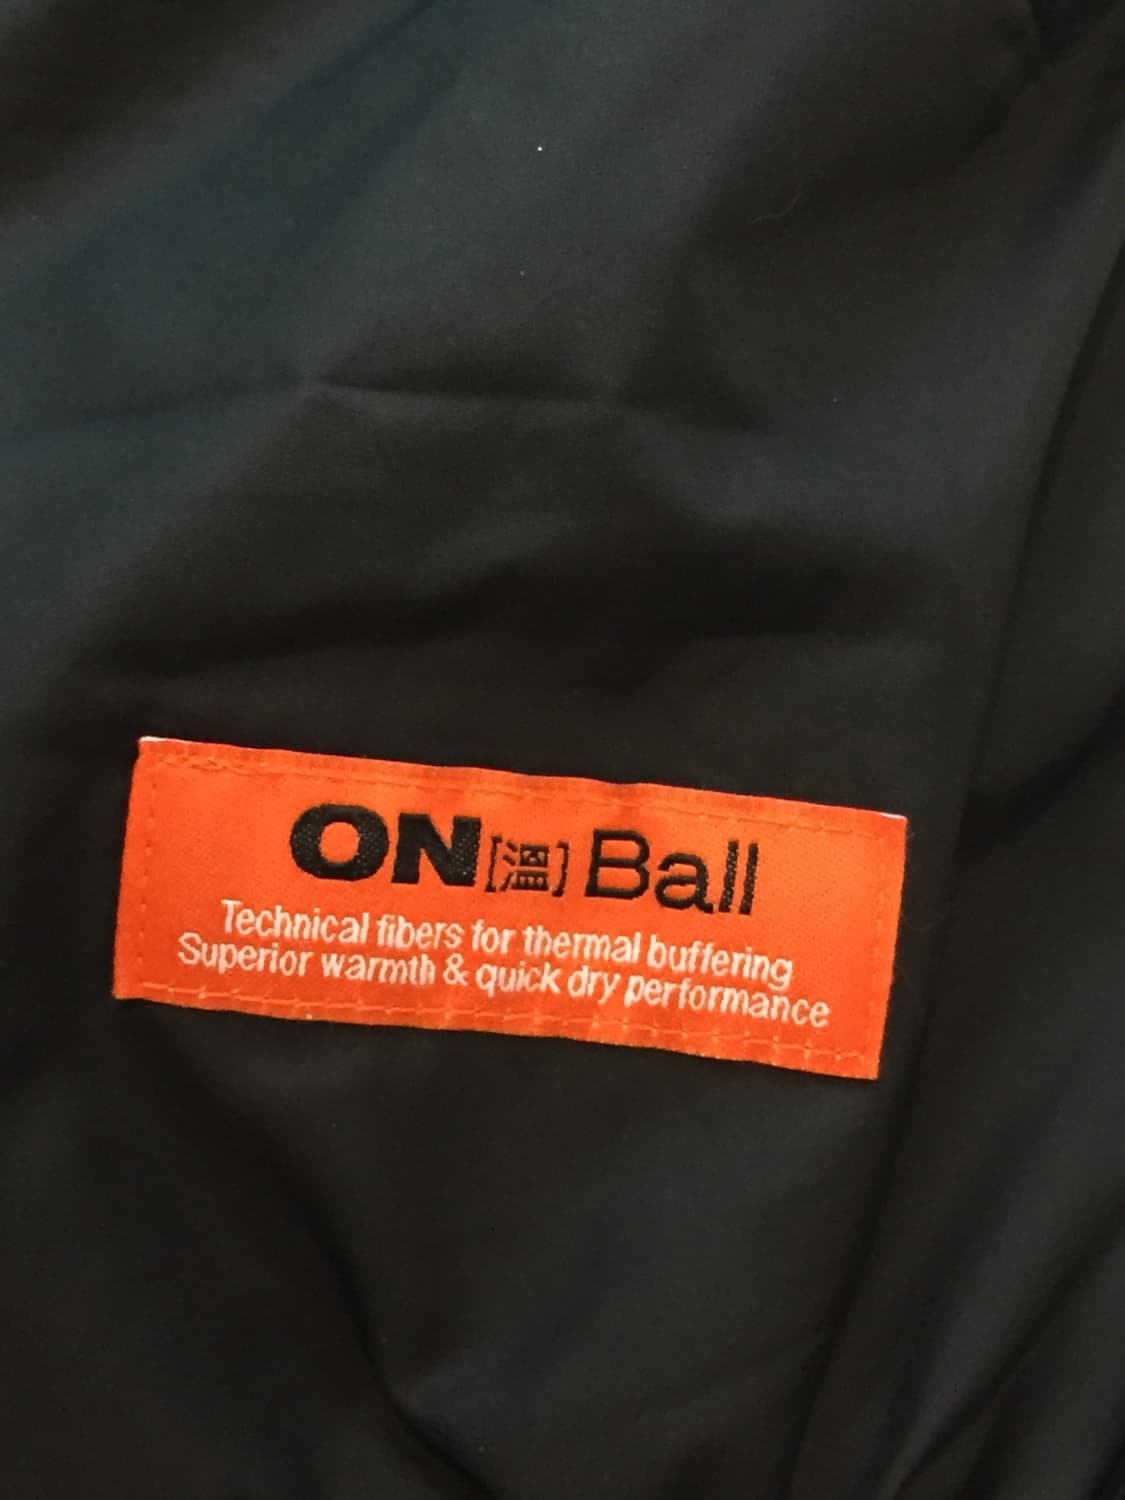 ON[温]Ball
Technical fibers for thermal buffering
Superior warmth & quick dry performance